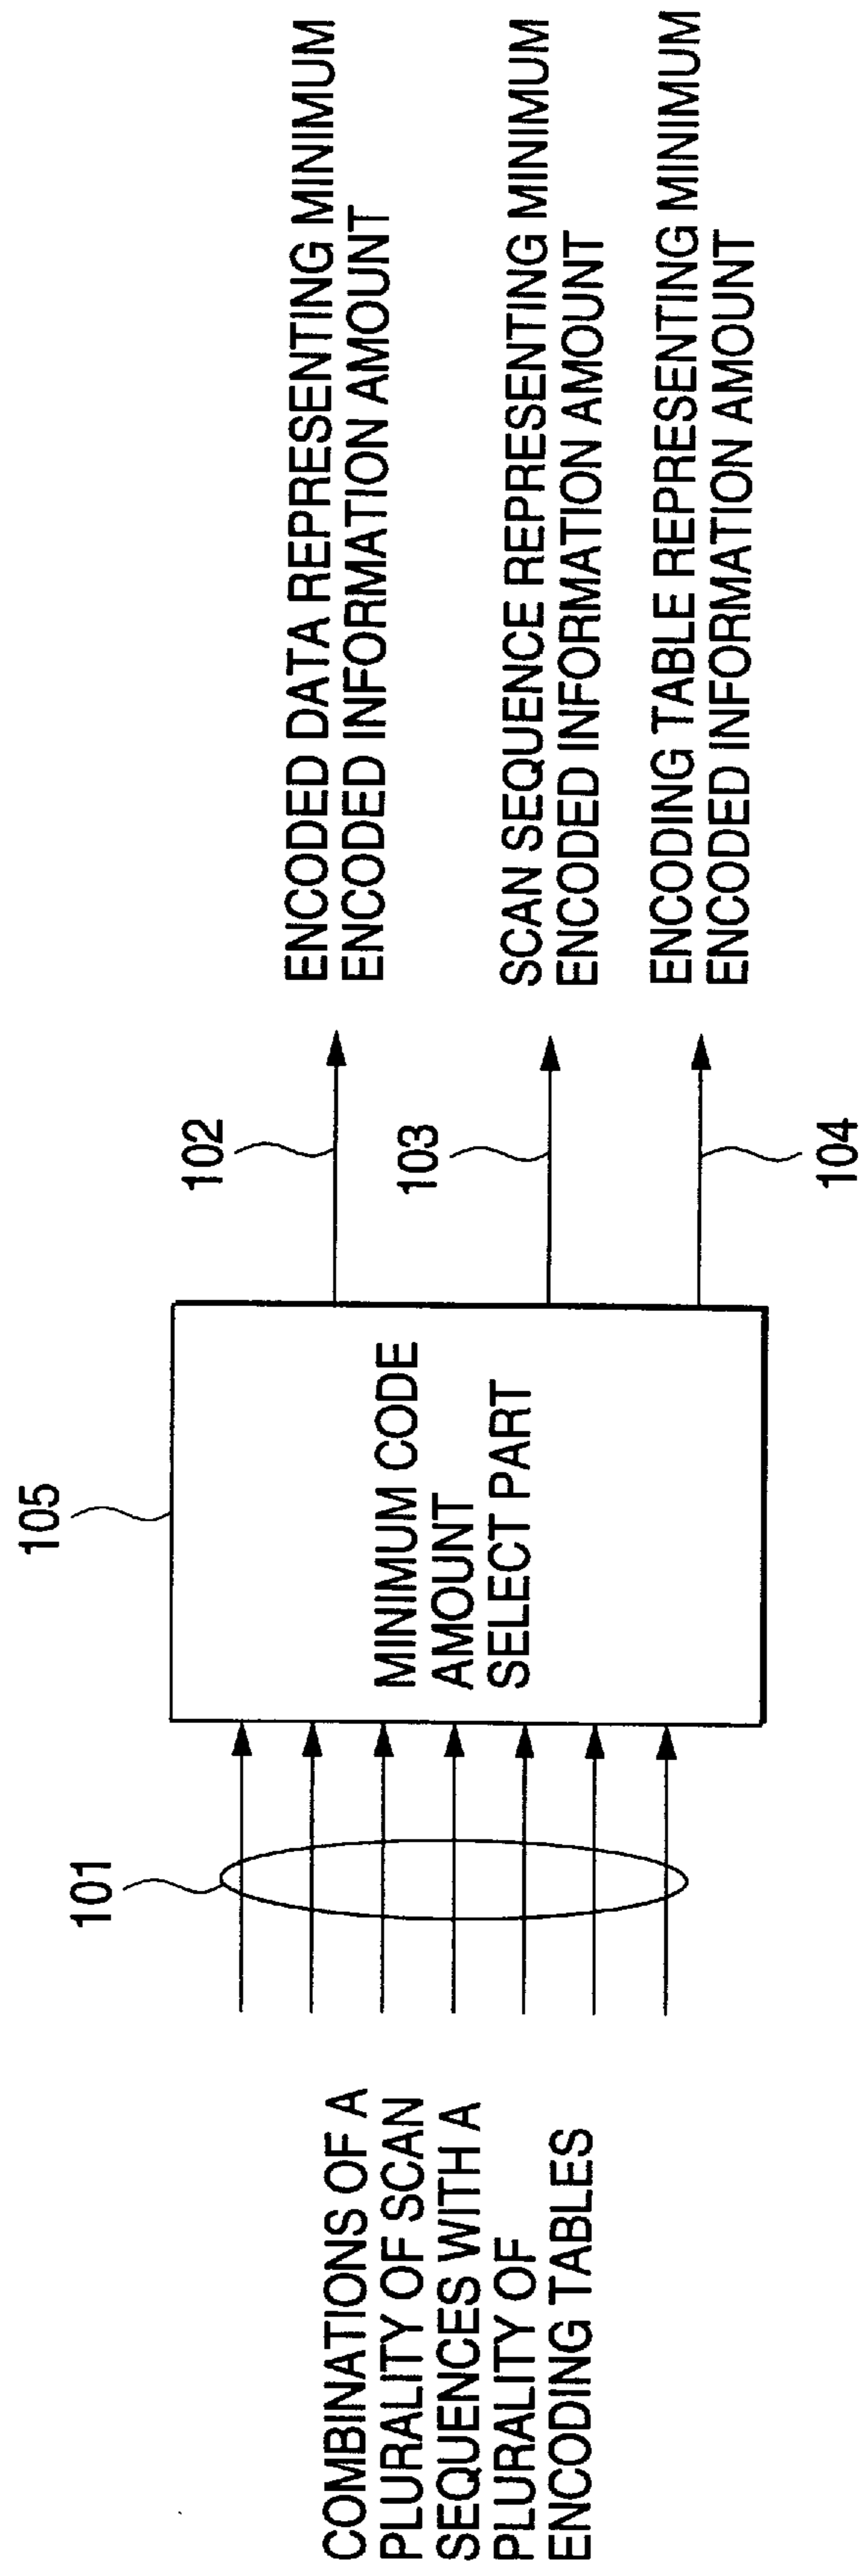 COMBINATIONS OF A
PLURALITY OF SCAN
SEQUENCES WITH A
PLURALITY OF
ENCODING TABLES
101
105
MINIMUM CODE
AMOUNT
SELECT PART
102
ENCODED DATA REPRESENTING MINIMUM
ENCODED INFORMATION AMOUNT
103
SCAN SEQUENCE REPRESENTING MINIMUM
ENCODED INFORMATION AMOUNT
104
ENCODING TABLE REPRESENTING MINIMUM
ENCODED INFORMATION AMOUNT